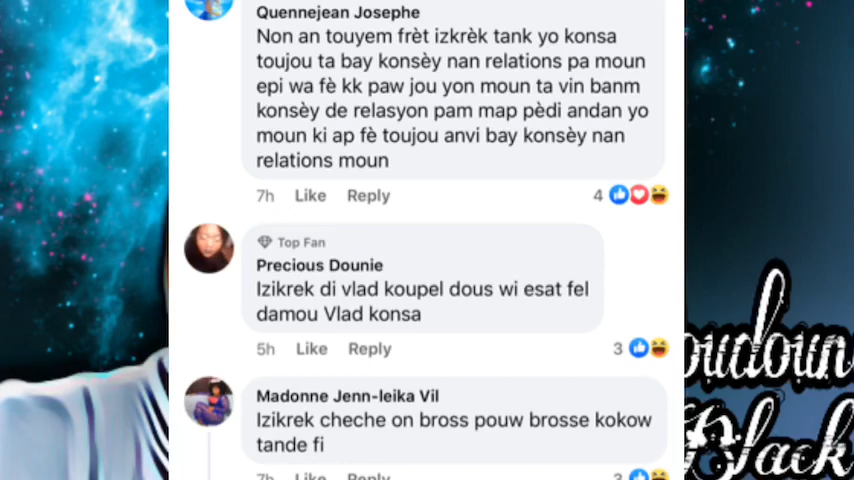 Quennejean Josephe
Non an touyem frèt izkrèk tank yo konsa
toujou ta bay konsèy nan relations pa moun
epi wa fè kk paw jou yon moun ta vin banm
konsèy de relasyon pam map pèdi andan yo
moun ki ap fè toujou anvi bay konsèy nan
relations moun
7h Like Reply 4
Top Fan
Precious Dounie
Izikrek di vlad koupel dous wi esat fel
damou Vlad konsa
5h Like Reply 3
Madonne Jenn-leika Vil
Izikrek cheche on bross pouw brosse kokow
tande fi
7h Like Reply 3
oudoun
Black